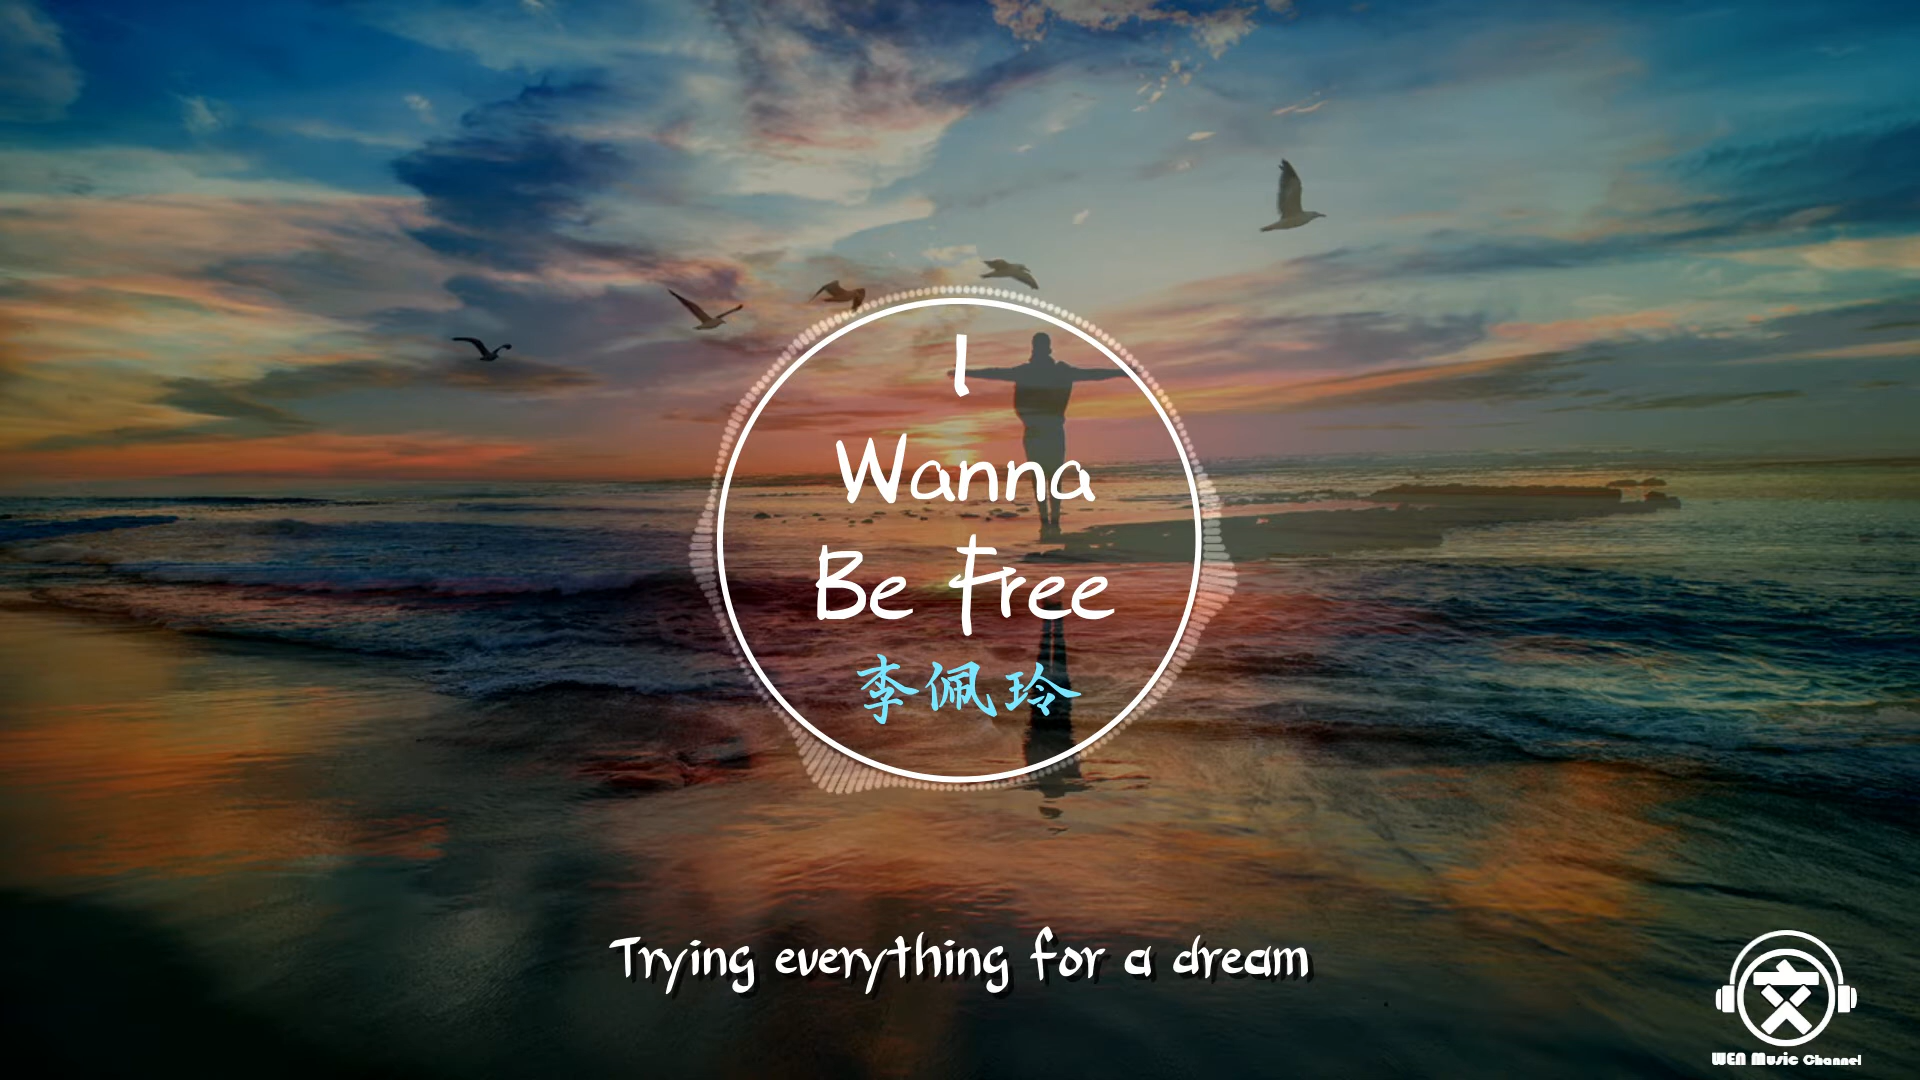 I
Wanna
Be Free
李佩玲
Trying everything for a dream
文
WEN Music Channel